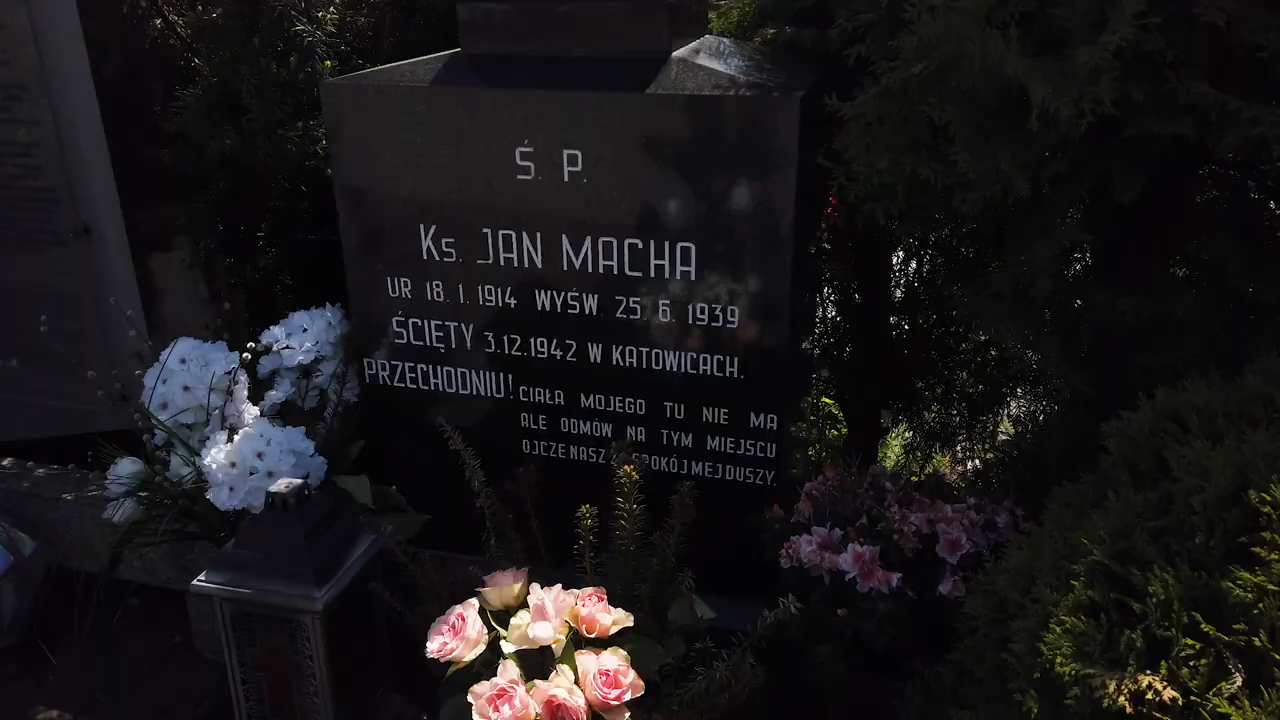 Ś. P.
Ks. JAN MACHA
UR 18. 1. 1914 WYŚW. 25. 6. 1939
ŚCIĘTY 3.12.1942 W KATOWICACH.
PRZECHODNIU! CIAŁA MOJEGO TU NIE MA
ALE ODMÓW NA TYM MIEJSCU
OJCZE NASZ ZA SPOKÓJ MEJ DUSZY.